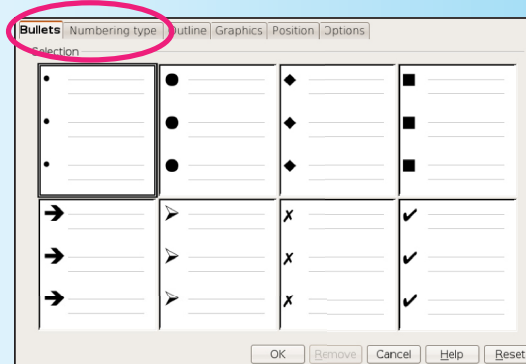 Bullets Numbering type Outline Graphics Position Options
Selection
OK Remove Cancel Help Reset